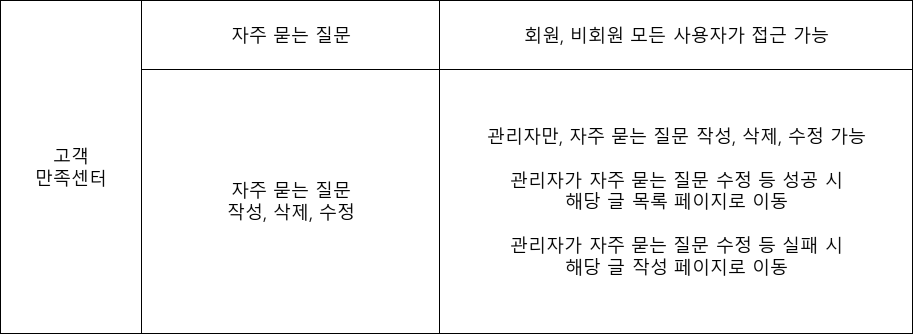 자주 묻는 질문
회원, 비회원 모든 사용자가 접근 가능
고객
만족센터
자주 묻는 질문
작성, 삭제, 수정
관리자만, 자주 묻는 질문 작성, 삭제, 수정 가능
관리자가 자주 묻는 질문 수정 등 성공 시
해당 글 목록 페이지로 이동
관리자가 자주 묻는 질문 수정 등 실패 시
해당 글 작성 페이지로 이동